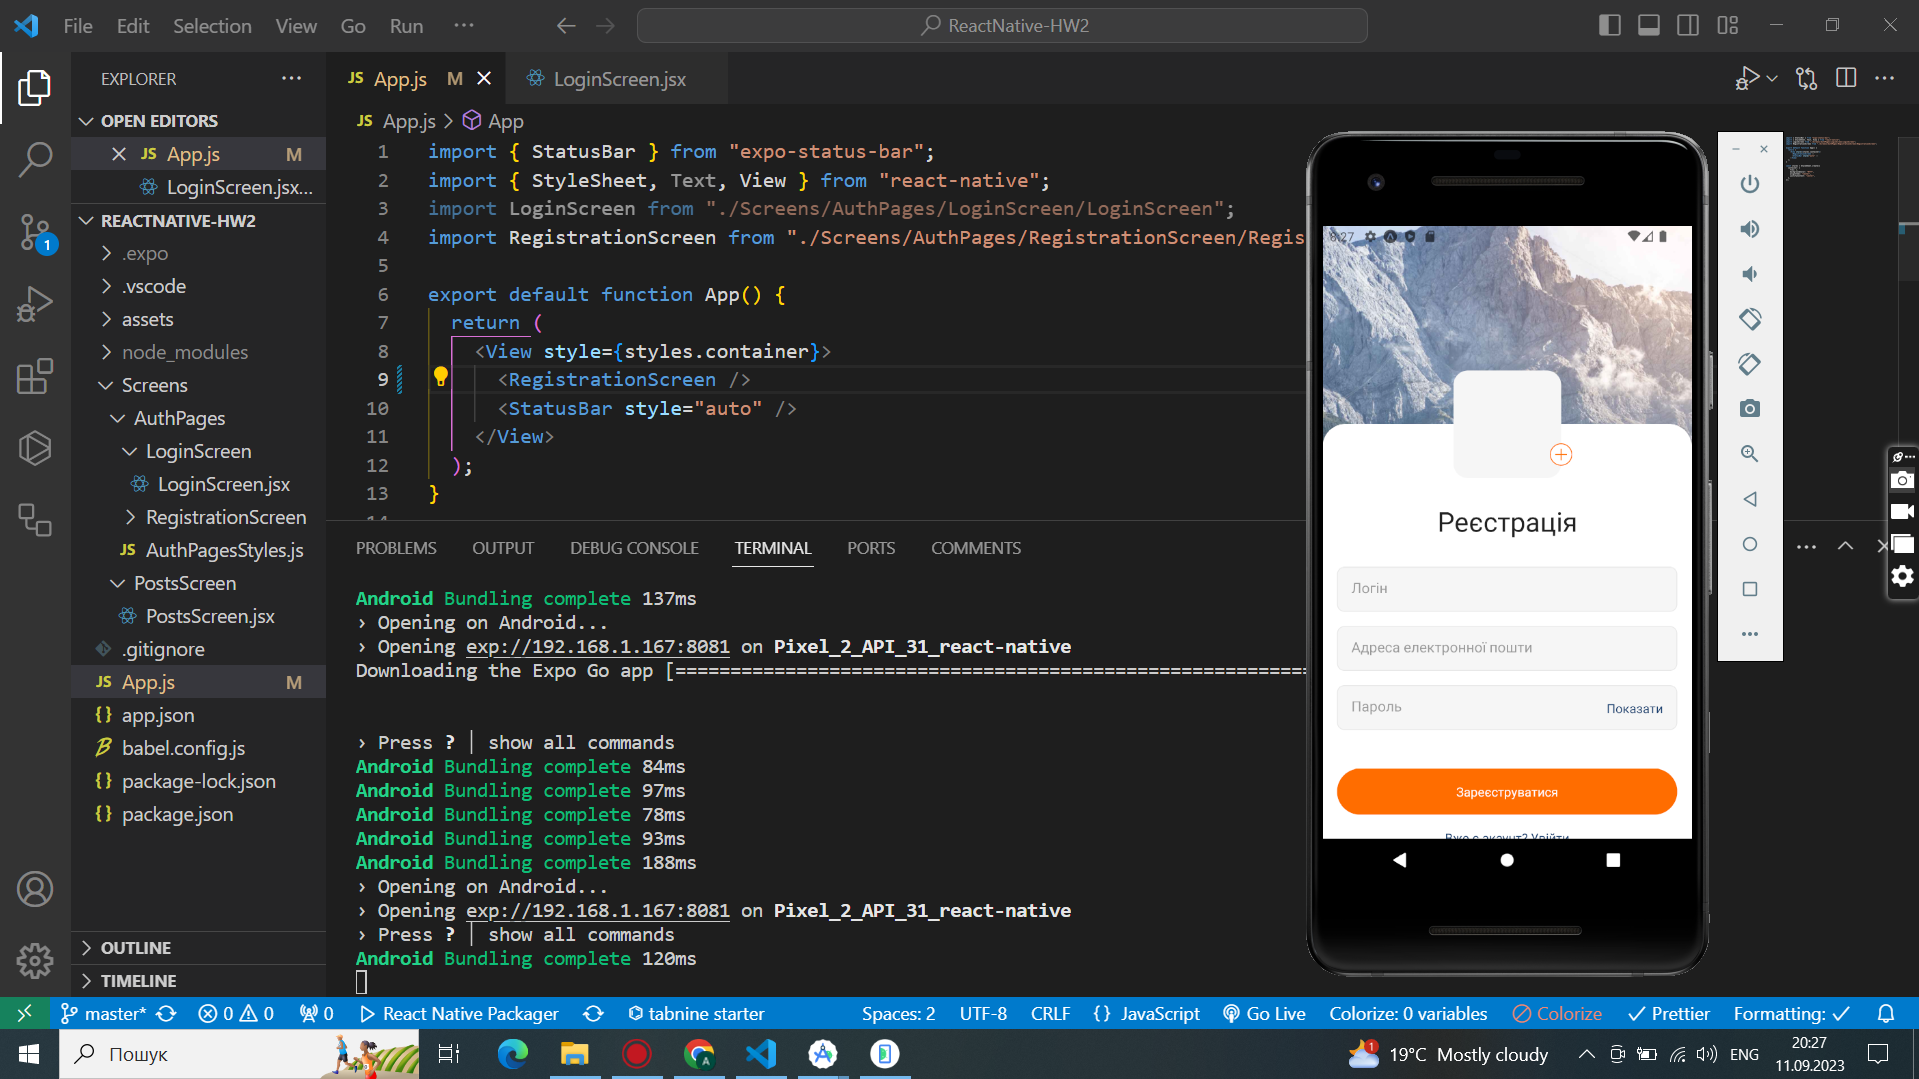 File Edit Selection View Go Run ···
ReactNative-HW2
EXPLORER
OPEN EDITORS
JS App.js M
LoginScreen.jsx...
REACTNATIVE-HW2
.expo
.vscode
assets
node_modules
Screens
AuthPages
LoginScreen
LoginScreen.jsx
RegistrationScreen
JS AuthPagesStyles.js
PostsScreen
PostsScreen.jsx
.gitignore
JS App.js M
{} app.json
babel.config.js
{} package-lock.json
{} package.json
OUTLINE
TIMELINE
1
JS App.js M
LoginScreen.jsx
JS App.js > App
1 import { StatusBar } from "expo-status-bar";
2 import { StyleSheet, Text, View } from "react-native";
3 import LoginScreen from "./Screens/AuthPages/LoginScreen/LoginScreen";
4 import RegistrationScreen from "./Screens/AuthPages/RegistrationScreen/Regis
5
6 export default function App() {
7 return (
8 <View style={styles.container}>
9 <RegistrationScreen />
10 <StatusBar style="auto" />
11 </View>
12 );
13 }
PROBLEMS OUTPUT DEBUG CONSOLE TERMINAL PORTS COMMENTS
Android Bundling complete 137ms
› Opening on Android...
› Opening exp://192.168.1.167:8081 on Pixel_2_API_31_react-native
Downloading the Expo Go app [==========================================================
› Press ? │ show all commands
Android Bundling complete 84ms
Android Bundling complete 97ms
Android Bundling complete 78ms
Android Bundling complete 93ms
Android Bundling complete 188ms
› Opening on Android...
› Opening exp://192.168.1.167:8081 on Pixel_2_API_31_react-native
› Press ? │ show all commands
Android Bundling complete 120ms
8:27
Реєстрація
Логін
Адреса електронної пошти
Пароль
Показати
Зареєструватися
Вже є акаунт? Увійти
master* 0 0 0 React Native Packager tabnine starter Spaces: 2 UTF-8 CRLF {} JavaScript Go Live Colorize: 0 variables Colorize Prettier Formatting:
Пошук
1
19°C Mostly cloudy
ENG
20:27
11.09.2023